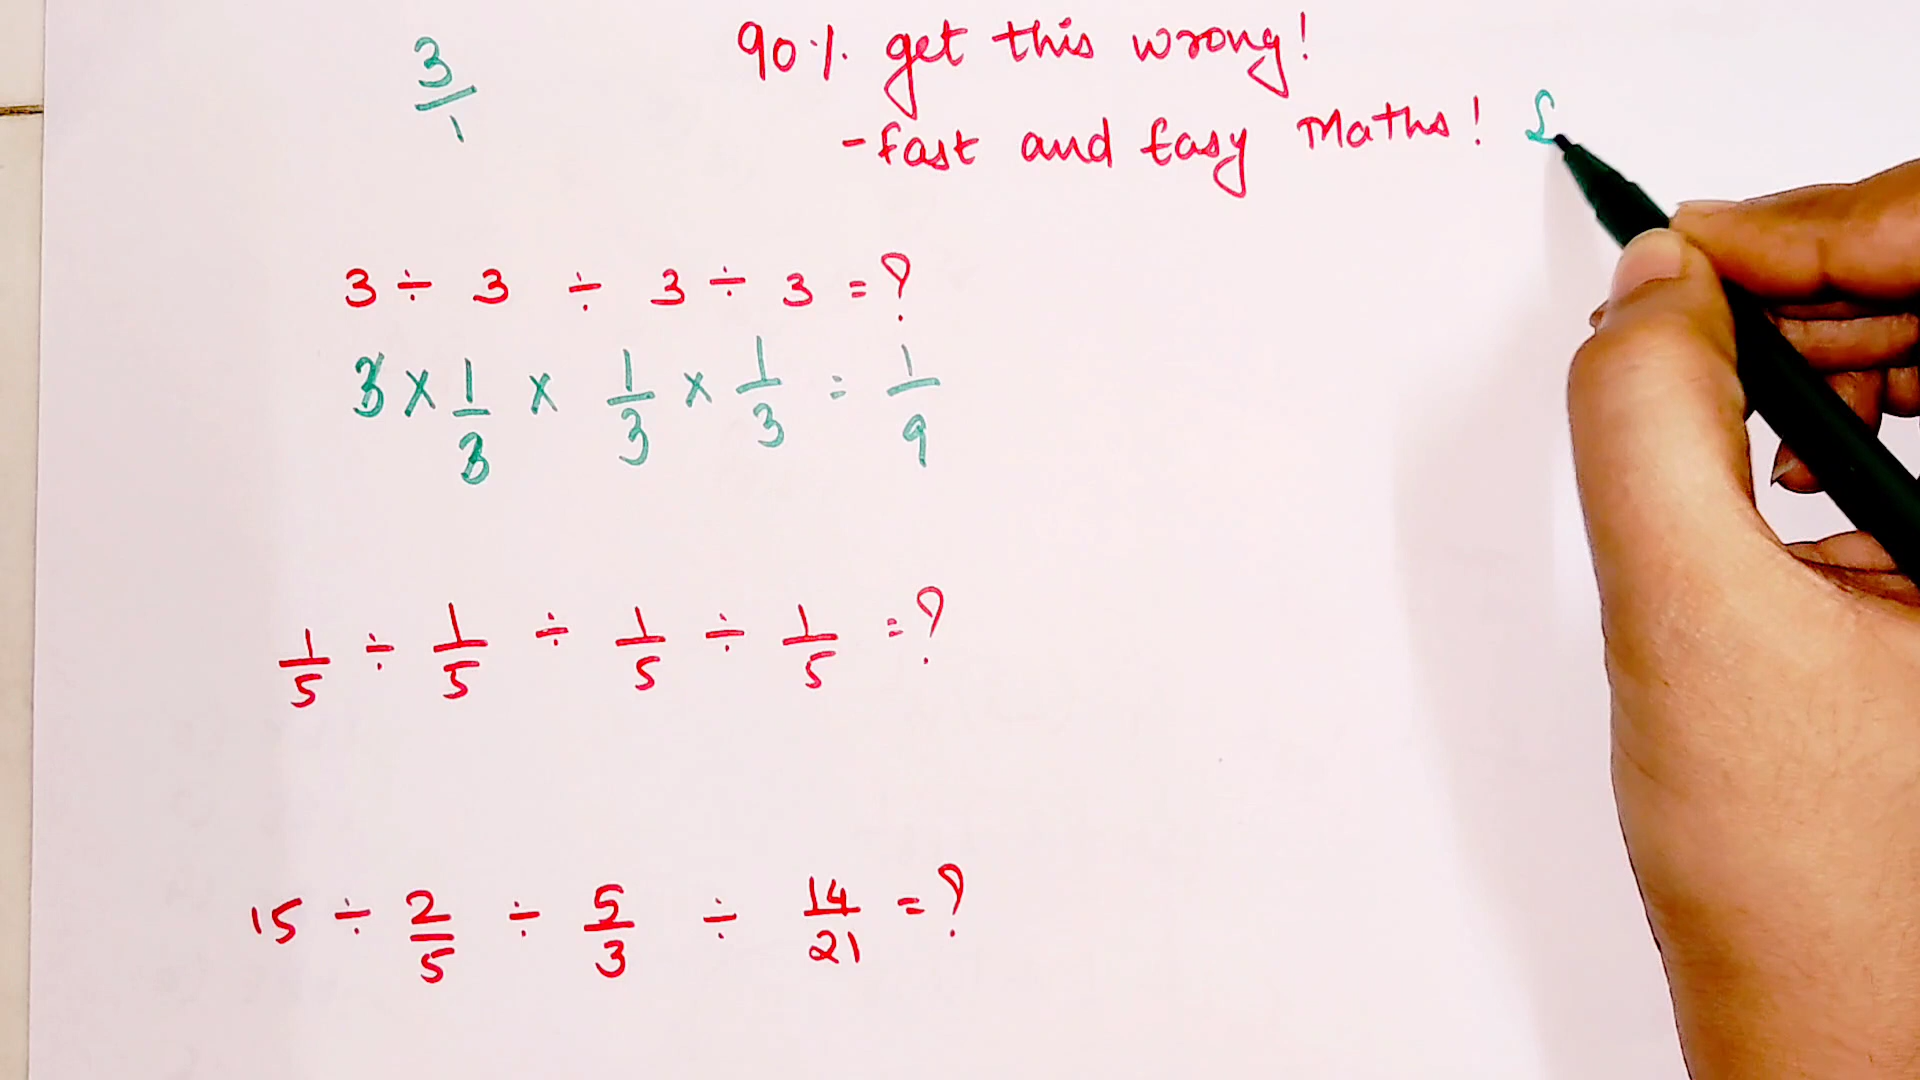 3/1
90% get this wrong!
- Fast and Easy Maths!
3 ÷ 3 ÷ 3 ÷ 3 = ?
3 × 1/3 × 1/3 × 1/3 = 1/9
1/5 ÷ 1/5 ÷ 1/5 ÷ 1/5 = ?
15 ÷ 2/5 ÷ 5/3 ÷ 14/21 = ?